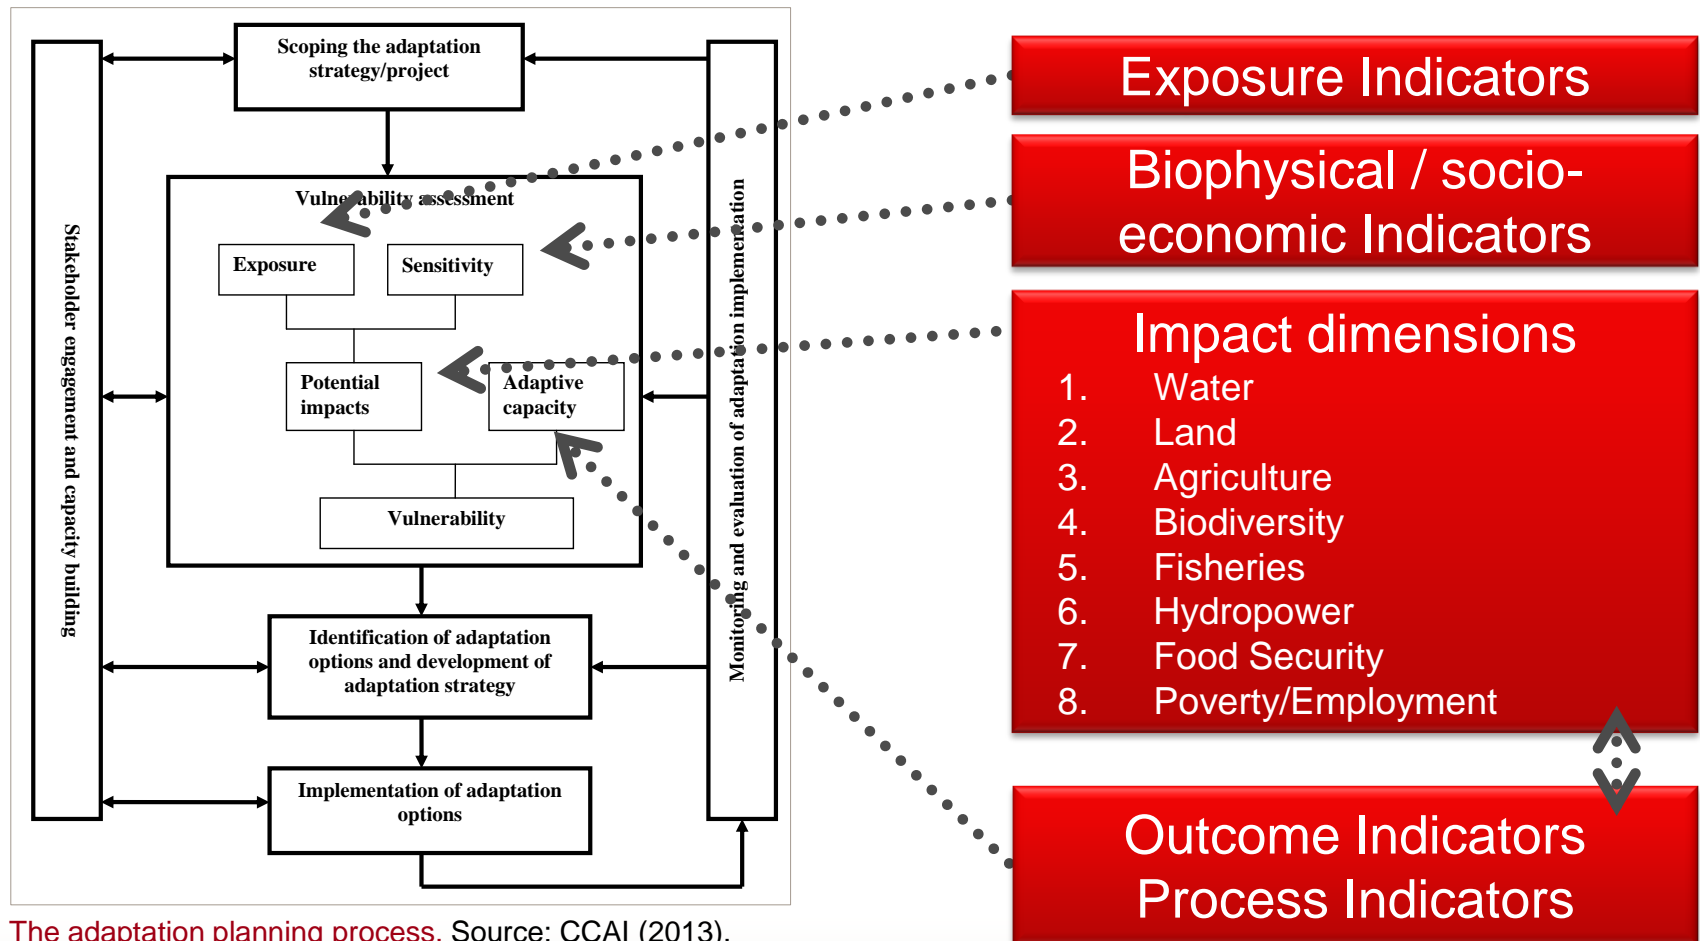 Scoping the adaptation
strategy/project
Stakeholder engagement and capacity building
Vulnerability assessment
Exposure
Sensitivity
Potential
impacts
Adaptive
capacity
Vulnerability
Identification of adaptation
options and development of
adaptation strategy
Implementation of adaptation
options
Monitoring and evaluation of adaptation implementation
The adaptation planning process. Source: CCAI (2013).
Exposure Indicators
Biophysical / socio-
economic Indicators
Impact dimensions
1. Water
2. Land
3. Agriculture
4. Biodiversity
5. Fisheries
6. Hydropower
7. Food Security
8. Poverty/Employment
Outcome Indicators
Process Indicators